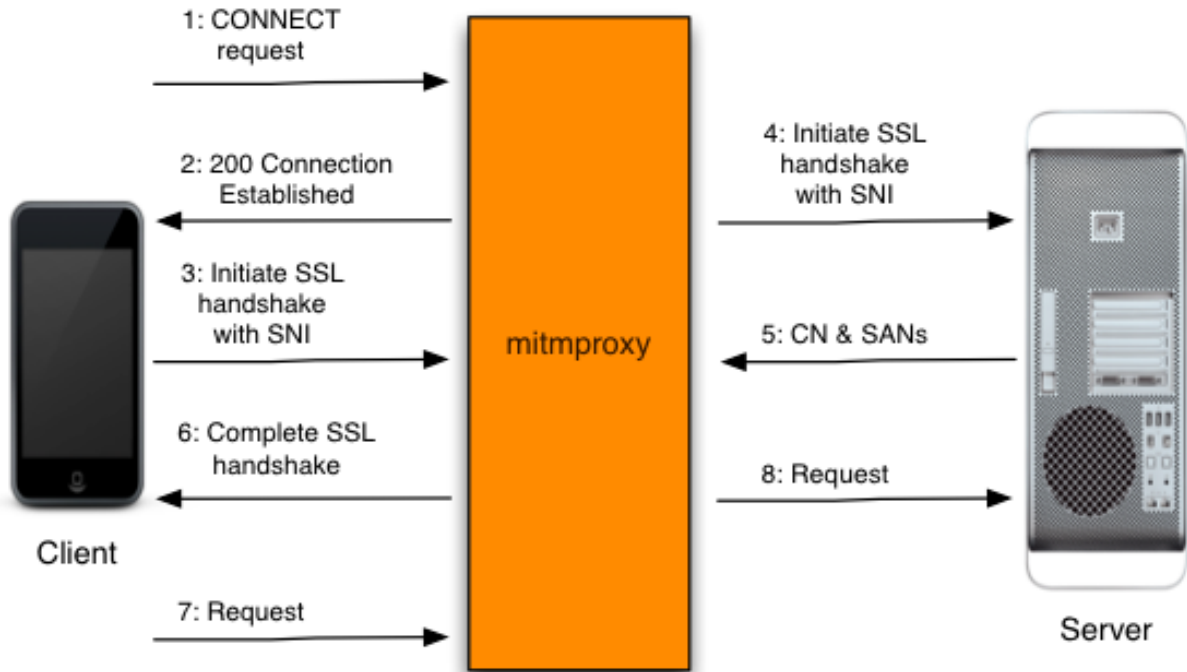 1: CONNECT
request
2: 200 Connection
Established
3: Initiate SSL
handshake
with SNI
4: Initiate SSL
handshake
with SNI
5: CN & SANs
6: Complete SSL
handshake
7: Request
8: Request
mitmproxy
Client
Server